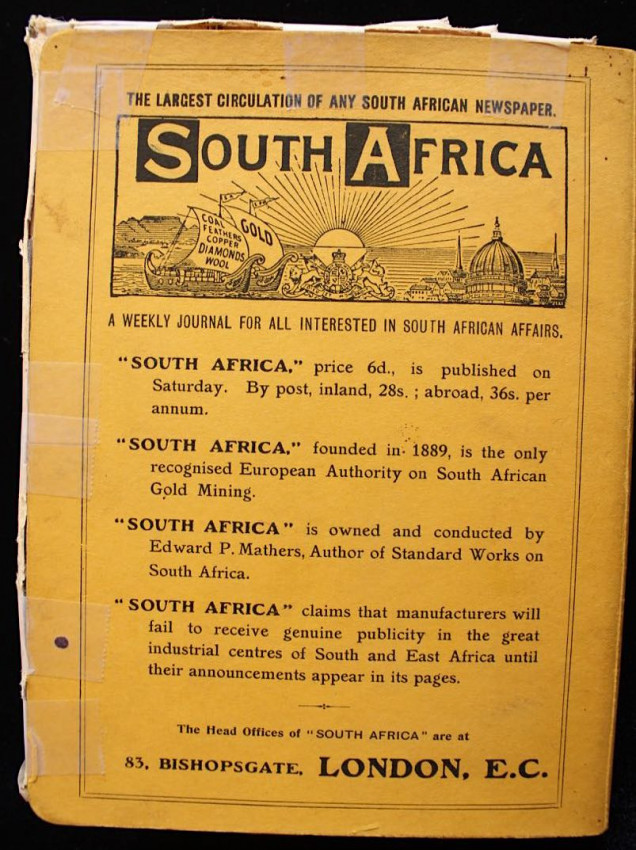 THE LARGEST CIRCULATION OF ANY SOUTH AFRICAN NEWSPAPER.
SOUTH AFRICA
COAL
FEATHERS
COPPER
DIAMONDS
WOOL
GOLD
A WEEKLY JOURNAL FOR ALL INTERESTED IN SOUTH AFRICAN AFFAIRS.
"SOUTH AFRICA," price 6d., is published on
Saturday. By post, inland, 28s. ; abroad, 36s. per
annum.
"SOUTH AFRICA," founded in 1889, is the only
recognised European Authority on South African
Gold Mining.
"SOUTH AFRICA" is owned and conducted by
Edward P. Mathers, Author of Standard Works on
South Africa.
"SOUTH AFRICA" claims that manufacturers will
fail to receive genuine publicity in the great
industrial centres of South and East Africa until
their announcements appear in its pages.
The Head Offices of "SOUTH AFRICA" are at
83, BISHOPSGATE, LONDON, E.C.